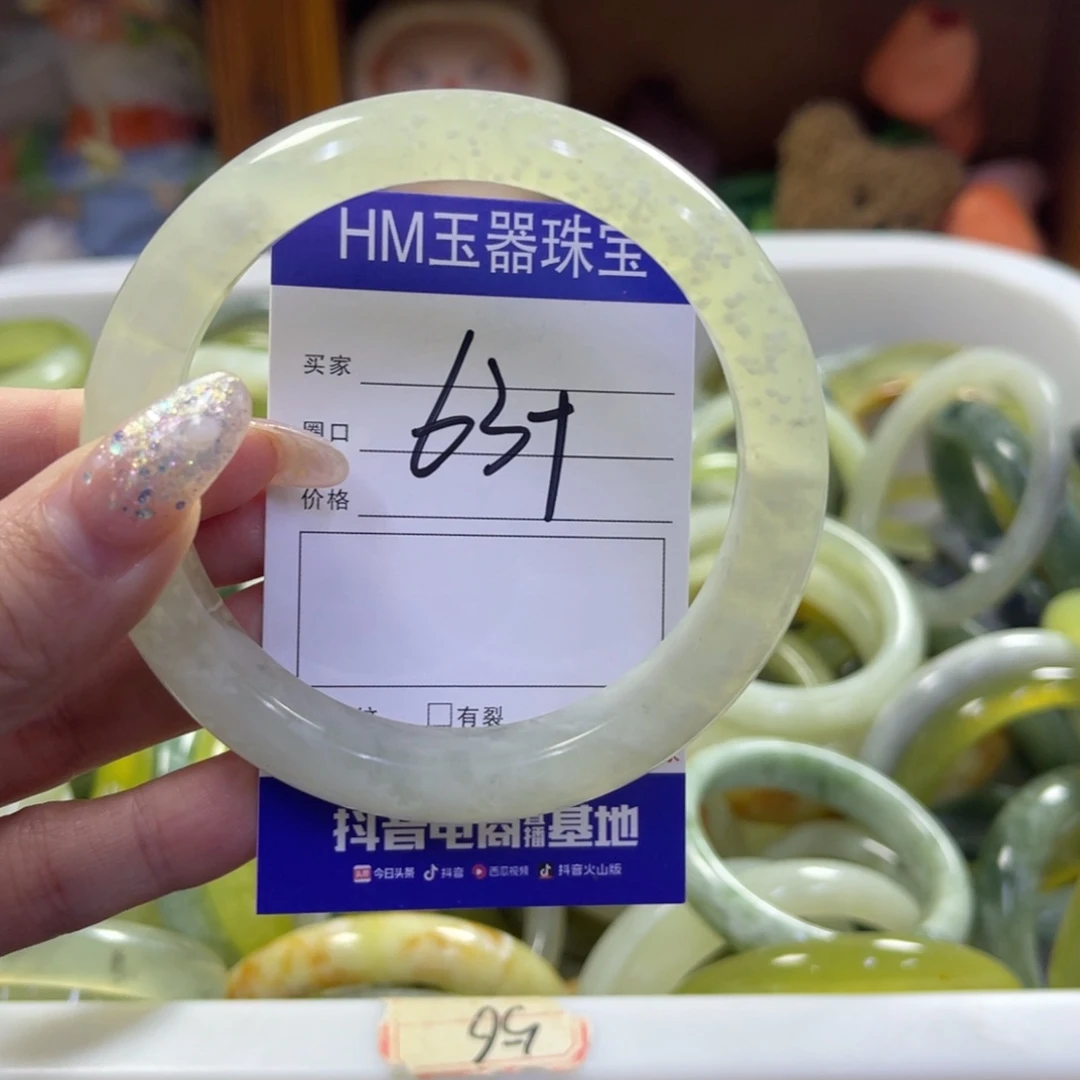 HM玉器珠宝
买家
63+
圈口
价格
有裂
抖音电商直播基地
今日头条 抖音 西瓜视频 抖音火山版
56